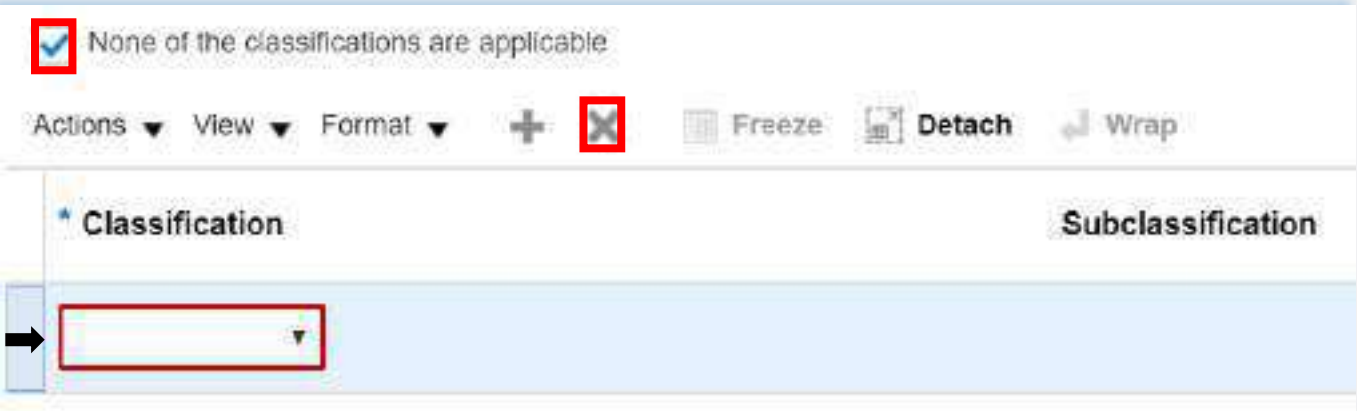 None of the classifications are applicable
Actions View Format Freeze Detach Wrap
* Classification Subclassification